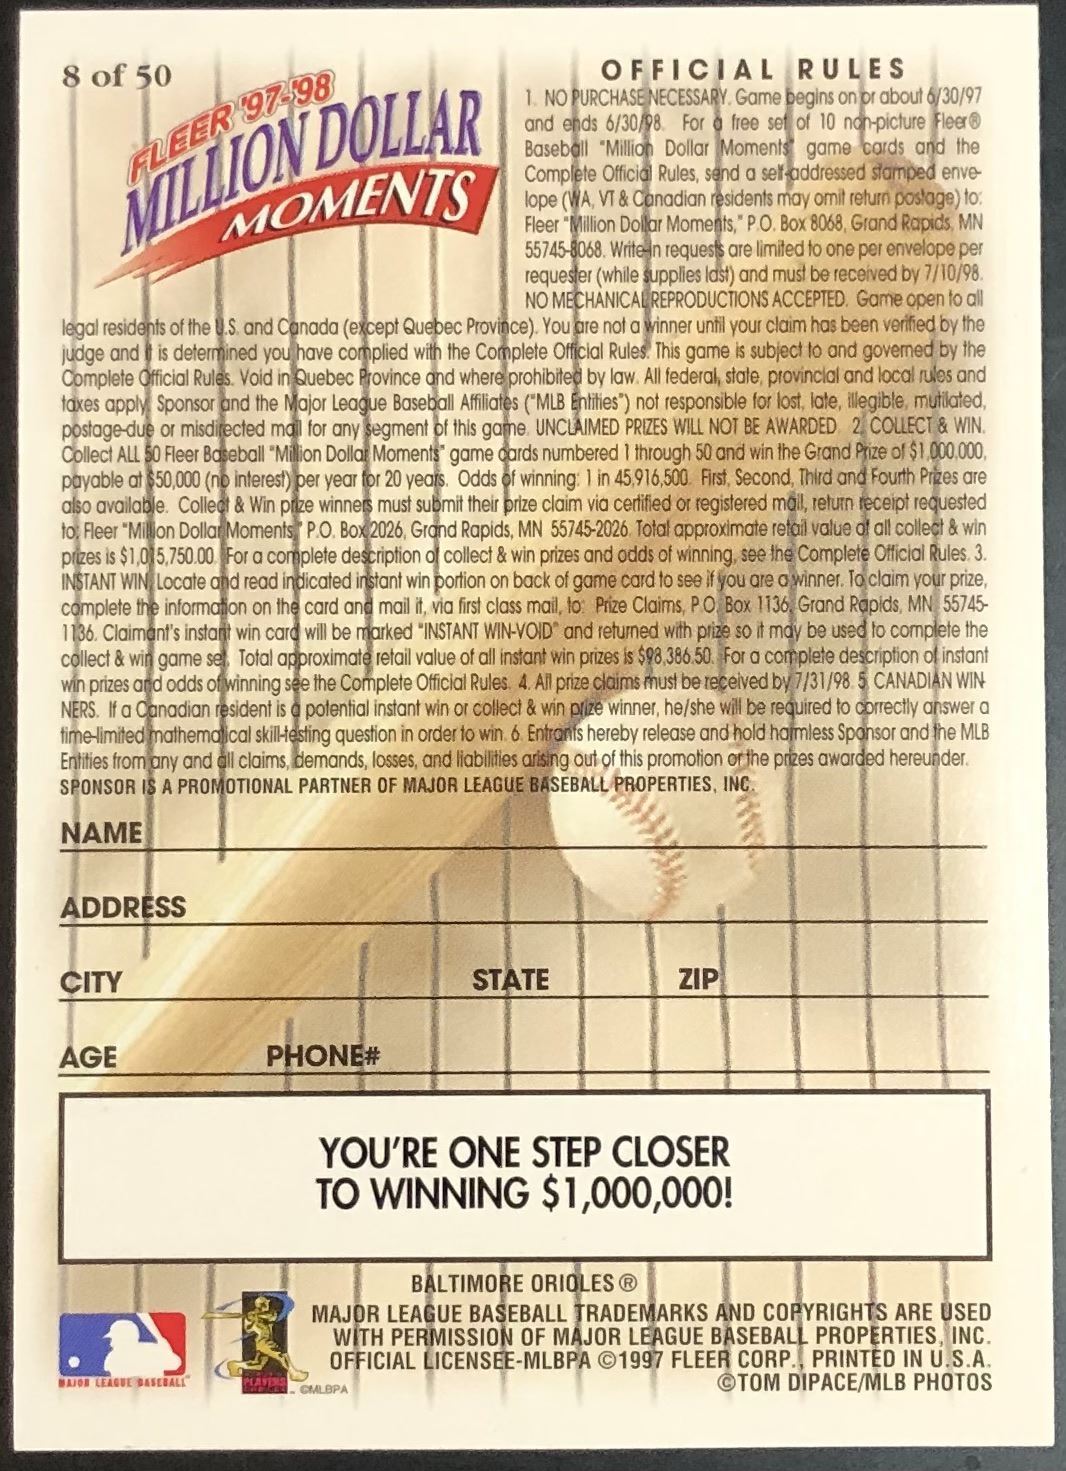 8 of 50
FLEER '97-'98
MILLION DOLLAR
MOMENTS
OFFICIAL RULES
1. NO PURCHASE NECESSARY. Game begins on or about 6/30/97
and ends 6/30/98. For a free set of 10 non-picture Fleer®
Baseball "Million Dollar Moments" game cards and the
Complete Official Rules, send a self-addressed stamped enve-
lope (WA, VT & Canadian residents may omit return postage) to:
Fleer "Million Dollar Moments," P.O. Box 8068, Grand Rapids, MN
55745-8068. Write-in requests are limited to one per envelope per
requester (while supplies last) and must be received by 7/10/98.
NO MECHANICAL REPRODUCTIONS ACCEPTED. Game open to all
legal residents of the U.S. and Canada (except Quebec Province). You are not a winner until your claim has been verified by the
judge and it is determined you have complied with the Complete Official Rules. This game is subject to and governed by the
Complete Official Rules. Void in Quebec Province and where prohibited by law. All federal, state, provincial and local rules and
taxes apply. Sponsor and the Major League Baseball Affiliates ("MLB Entities") not responsible for lost, late, illegible, mutilated,
postage-due or misdirected mail for any segment of this game. UNCLAIMED PRIZES WILL NOT BE AWARDED. 2. COLLECT & WIN.
Collect ALL 50 Fleer Baseball "Million Dollar Moments" game cards numbered 1 through 50 and win the Grand Prize of $1,000,000,
payable at $50,000 (no interest) per year for 20 years. Odds of winning: 1 in 45,916,500. First, Second, Third and Fourth Prizes are
also available. Collect & Win prize winners must submit their prize claim via certified or registered mail, return receipt requested
to: Fleer "Million Dollar Moments," P.O. Box 2026, Grand Rapids, MN 55745-2026. Total approximate retail value of all collect & win
prizes is $1,015,750.00. For a complete description of collect & win prizes and odds of winning, see the Complete Official Rules. 3.
INSTANT WIN. Locate and read indicated instant win portion on back of game card to see if you are a winner. To claim your prize,
complete the information on the card and mail it, via first class mail, to: Prize Claims, P.O. Box 1136, Grand Rapids, MN 55745-
1136. Claimant's instant win card will be marked "INSTANT WIN-VOID" and returned with prize so it may be used to complete the
collect & win game set. Total approximate retail value of all instant win prizes is $98,386.50. For a complete description of instant
win prizes and odds of winning see the Complete Official Rules. 4. All prize claims must be received by 7/31/98. 5. CANADIAN WIN-
NERS. If a Canadian resident is a potential instant win or collect & win prize winner, he/she will be required to correctly answer a
time-limited mathematical skill-testing question in order to win. 6. Entrants hereby release and hold harmless Sponsor and the MLB
Entities from any and all claims, demands, losses, and liabilities arising out of this promotion or the prizes awarded hereunder.
SPONSOR IS A PROMOTIONAL PARTNER OF MAJOR LEAGUE BASEBALL PROPERTIES, INC.
NAME
ADDRESS
CITY STATE ZIP
AGE PHONE#
YOU'RE ONE STEP CLOSER
TO WINNING $1,000,000!
BALTIMORE ORIOLES®
MAJOR LEAGUE BASEBALL TRADEMARKS AND COPYRIGHTS ARE USED
WITH PERMISSION OF MAJOR LEAGUE BASEBALL PROPERTIES, INC.
OFFICIAL LICENSEE-MLBPA ©1997 FLEER CORP., PRINTED IN U.S.A.
©TOM DIPACE/MLB PHOTOS
MAJOR LEAGUE BASEBALL
PLAYERS
©MLBPA